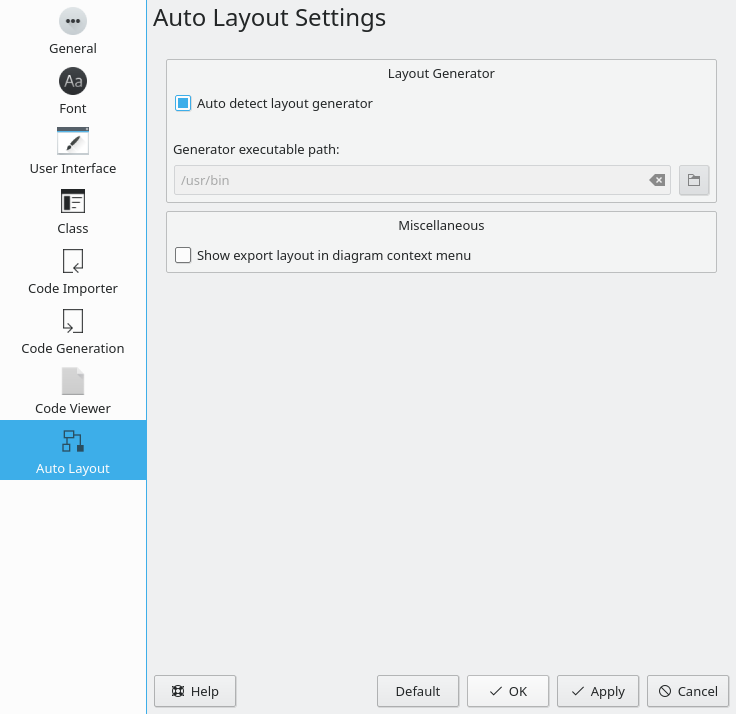 General
Aa
Font
User Interface
Class
Code Importer
Code Generation
Code Viewer
Auto Layout
Auto Layout Settings
Layout Generator
Auto detect layout generator
Generator executable path:
/usr/bin
Miscellaneous
Show export layout in diagram context menu
Help
Default
OK
Apply
Cancel